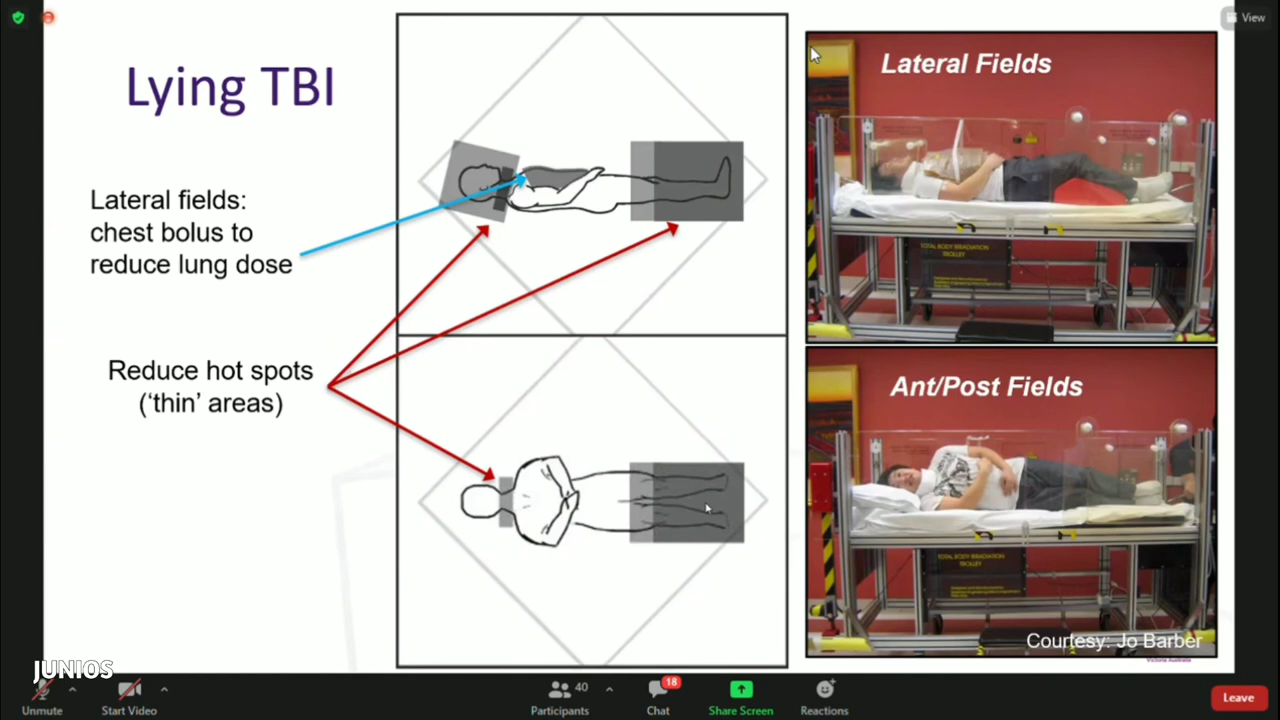 View
Lying TBI
Lateral fields:
chest bolus to
reduce lung dose
Reduce hot spots
(‘thin’ areas)
Lateral Fields
TOTAL BODY IRRADIATION
TROLLEY
Ant/Post Fields
TOTAL BODY IRRADIATION
TROLLEY
Courtesy: Jo Barber
Victoria Australia
JUNIOS
Unmute
Start Video
40
Participants
18
Chat
Share Screen
Reactions
Leave